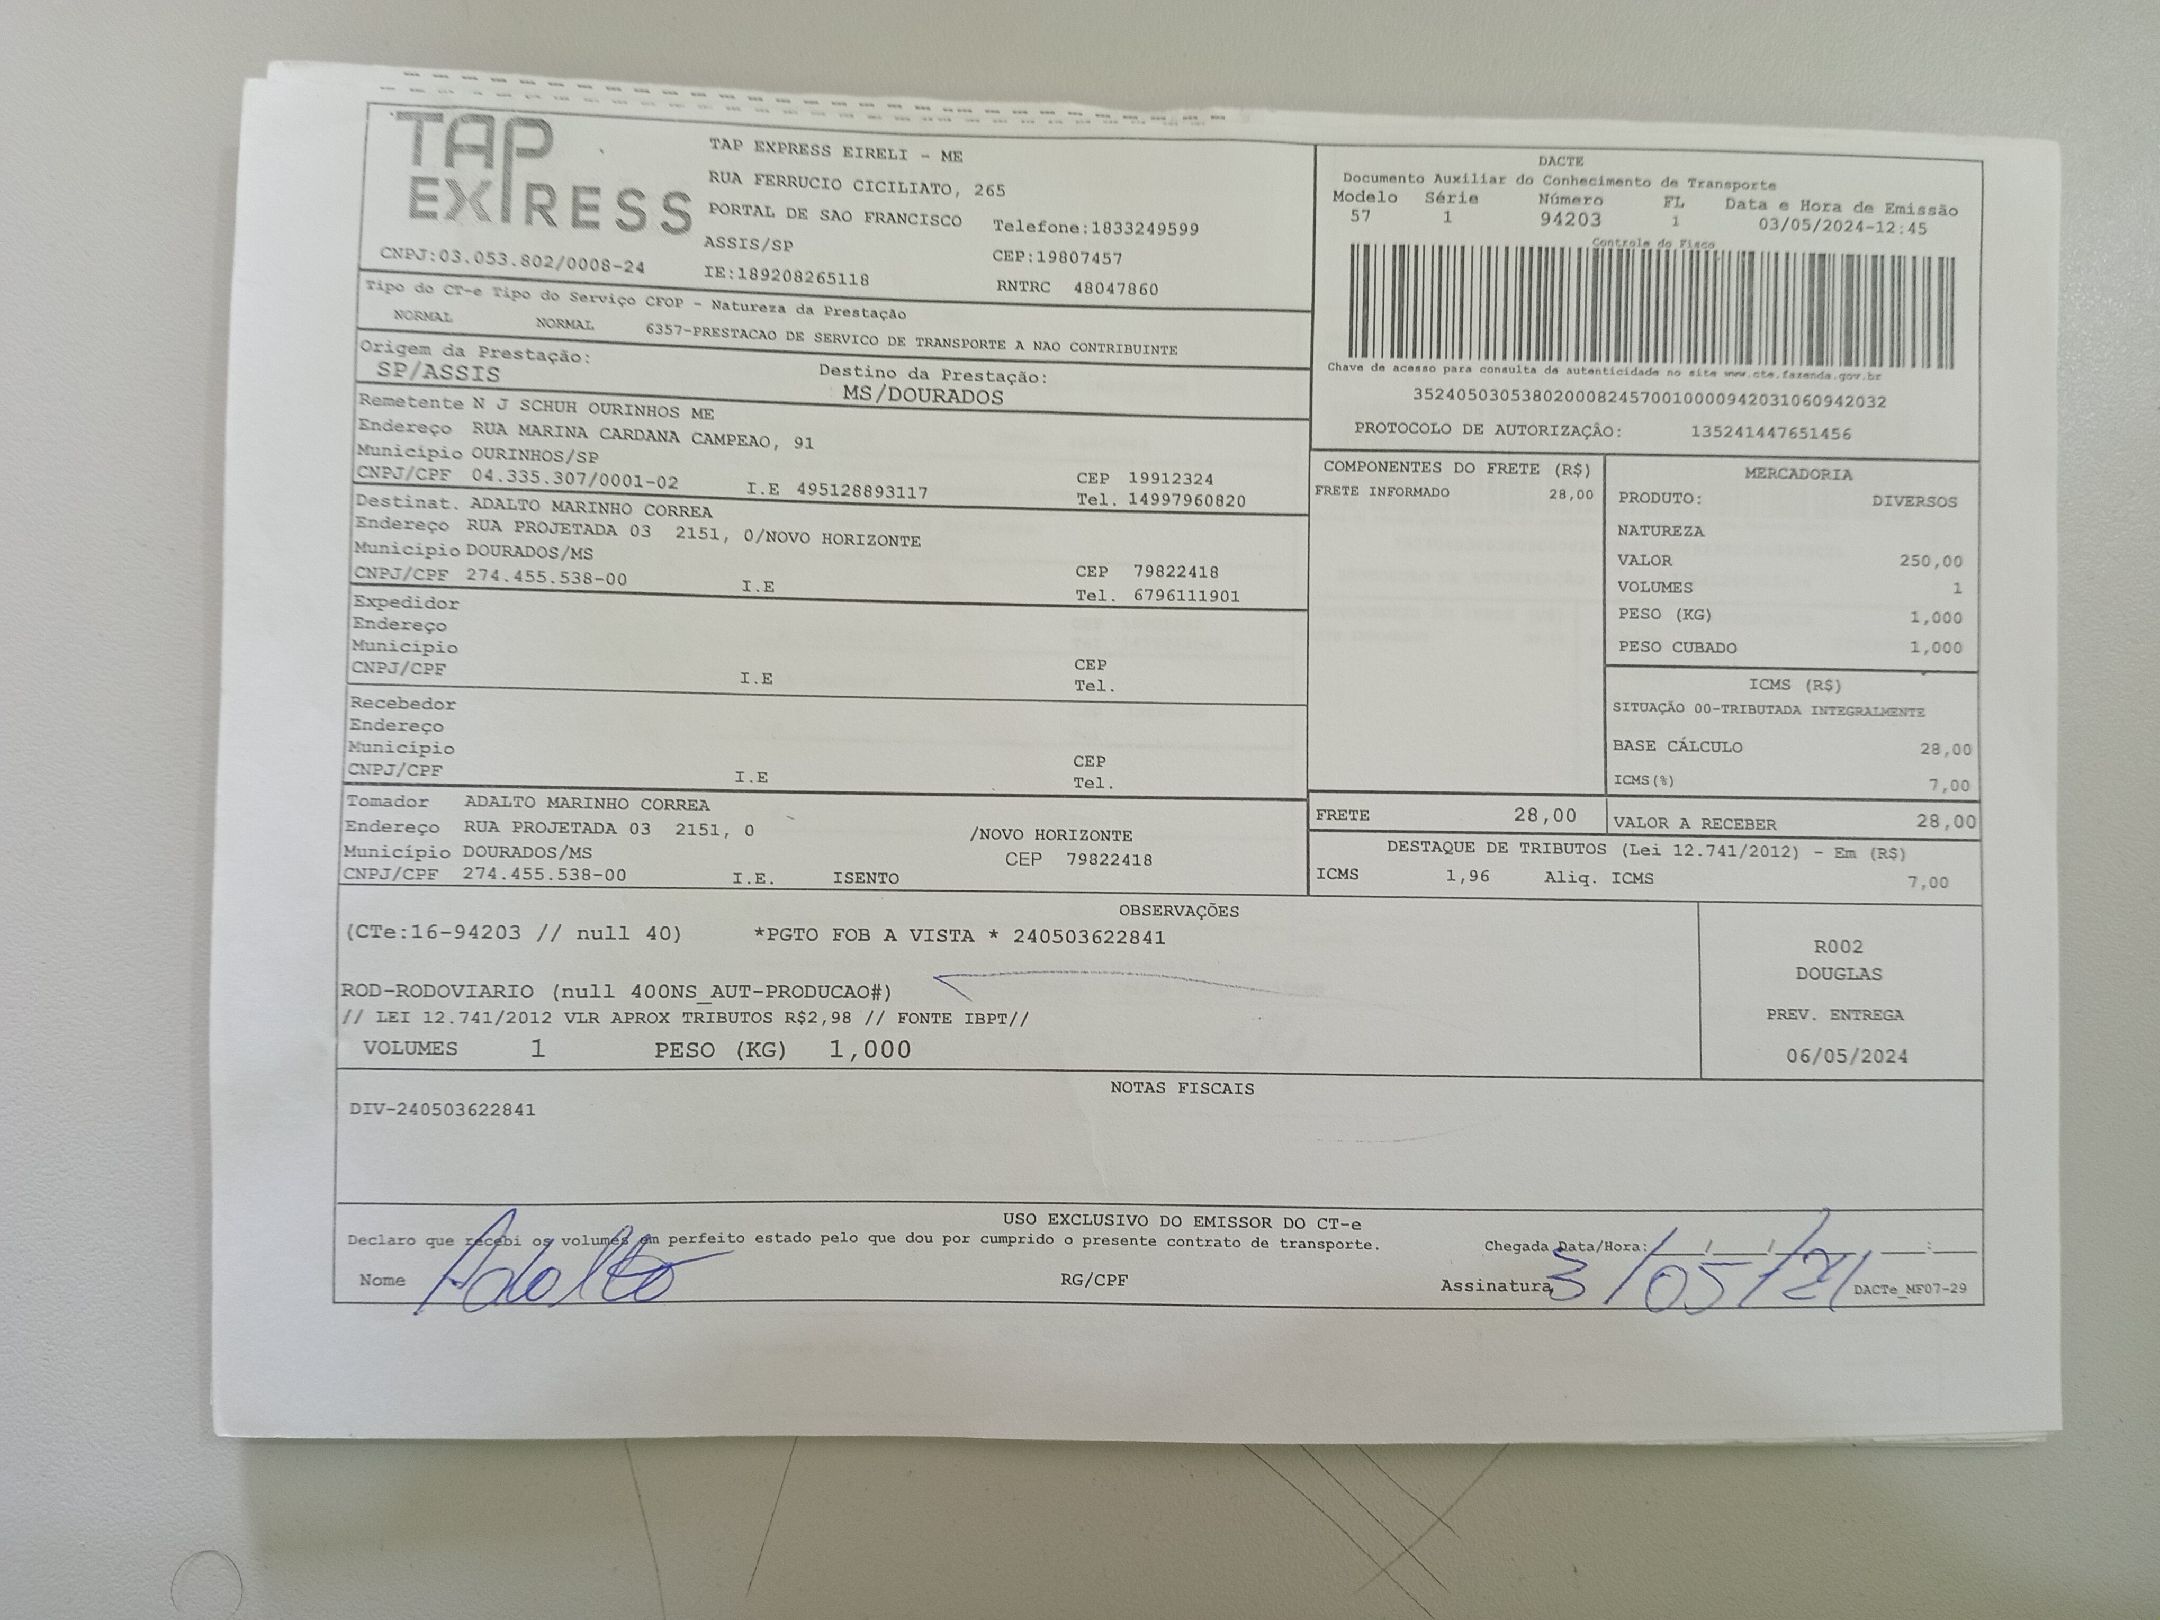 TAP EXPRESS
TAP EXPRESS EIRELI - ME
RUA FERRUCIO CICILIATO, 265
PORTAL DE SAO FRANCISCO Telefone:1833249599
ASSIS/SP CEP:19807457
CNPJ:03.053.802/0008-24 IE:189208265118 RNTRC 48047860
DACTE
Documento Auxiliar do Conhecimento de Transporte
Modelo Série Número FL Data e Hora de Emissão
57 1 94203 1 03/05/2024-12:45
Controle do Fisco
Chave de acesso para consulta de autenticidade no site www.cte.fazenda.gov.br
35240503053802000824570010000942031060942032
PROTOCOLO DE AUTORIZAÇÃO: 135241447651456
Tipo do CT-e Tipo do Serviço CFOP - Natureza da Prestação
NORMAL NORMAL 6357-PRESTACAO DE SERVICO DE TRANSPORTE A NAO CONTRIBUINTE
Origem da Prestação: Destino da Prestação:
SP/ASSIS MS/DOURADOS
Remetente N J SCHUH OURINHOS ME
Endereço RUA MARINA CARDANA CAMPEAO, 91
Município OURINHOS/SP CEP 19912324
CNPJ/CPF 04.335.307/0001-02 I.E 495128893117 Tel. 14997960820
Destinat. ADALTO MARINHO CORREA
Endereço RUA PROJETADA 03 2151, 0/NOVO HORIZONTE
Município DOURADOS/MS CEP 79822418
CNPJ/CPF 274.455.538-00 I.E Tel. 6796111901
Expedidor
Endereço
Município CEP
CNPJ/CPF I.E Tel.
Recebedor
Endereço
Município CEP
CNPJ/CPF I.E Tel.
Tomador ADALTO MARINHO CORREA
Endereço RUA PROJETADA 03 2151, 0 /NOVO HORIZONTE
Município DOURADOS/MS CEP 79822418
CNPJ/CPF 274.455.538-00 I.E. ISENTO
COMPONENTES DO FRETE (R$)
FRETE INFORMADO 28,00
MERCADORIA
PRODUTO: DIVERSOS
NATUREZA
VALOR 250,00
VOLUMES 1
PESO (KG) 1,000
PESO CUBADO 1,000
ICMS (R$)
SITUAÇÃO 00-TRIBUTADA INTEGRALMENTE
BASE CÁLCULO 28,00
ICMS(%) 7,00
FRETE 28,00 VALOR A RECEBER 28,00
DESTAQUE DE TRIBUTOS (Lei 12.741/2012) - Em (R$)
ICMS 1,96 Aliq. ICMS 7,00
OBSERVAÇÕES
(CTe:16-94203 // null 40) *PGTO FOB A VISTA * 240503622841
ROD-RODOVIARIO (null 400NS_AUT-PRODUCAO#)
// LEI 12.741/2012 VLR APROX TRIBUTOS R$2,98 // FONTE IBPT//
VOLUMES 1 PESO (KG) 1,000
R002
DOUGLAS
PREV. ENTREGA
06/05/2024
NOTAS FISCAIS
DIV-240503622841
USO EXCLUSIVO DO EMISSOR DO CT-e
Declaro que recebi os volumes em perfeito estado pelo que dou por cumprido o presente contrato de transporte. Chegada Data/Hora:___/___/___ __:__
Nome Adalto RG/CPF Assinatura 3/05/24 DACTe_MF07-29